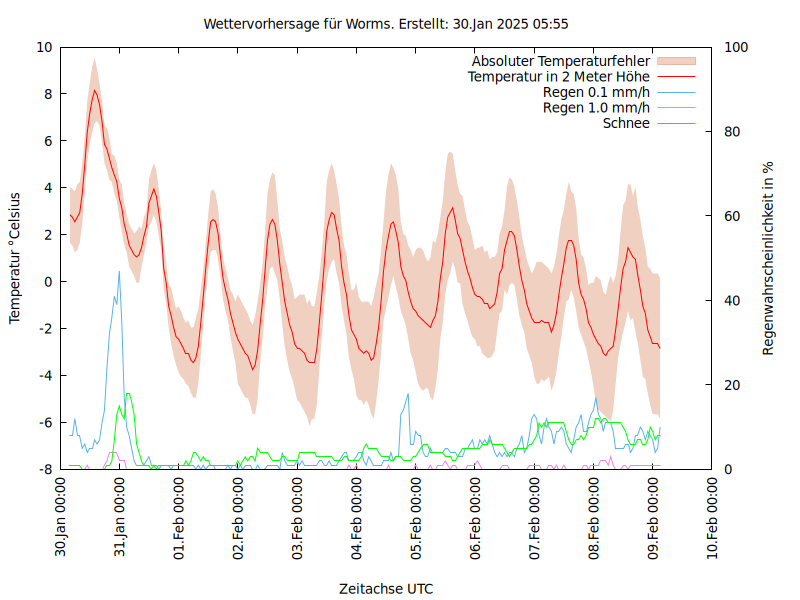 Wettervorhersage für Worms. Erstellt: 30.Jan 2025 05:55
Absoluter Temperaturfehler
Temperatur in 2 Meter Höhe
Regen 0.1 mm/h
Regen 1.0 mm/h
Schnee
Temperatur °Celsius
10
8
6
4
2
0
-2
-4
-6
-8
Regenwahrscheinlichkeit in %
100
80
60
40
20
0
30.Jan 00:00
31.Jan 00:00
01.Feb 00:00
02.Feb 00:00
03.Feb 00:00
04.Feb 00:00
05.Feb 00:00
06.Feb 00:00
07.Feb 00:00
08.Feb 00:00
09.Feb 00:00
10.Feb 00:00
Zeitachse UTC